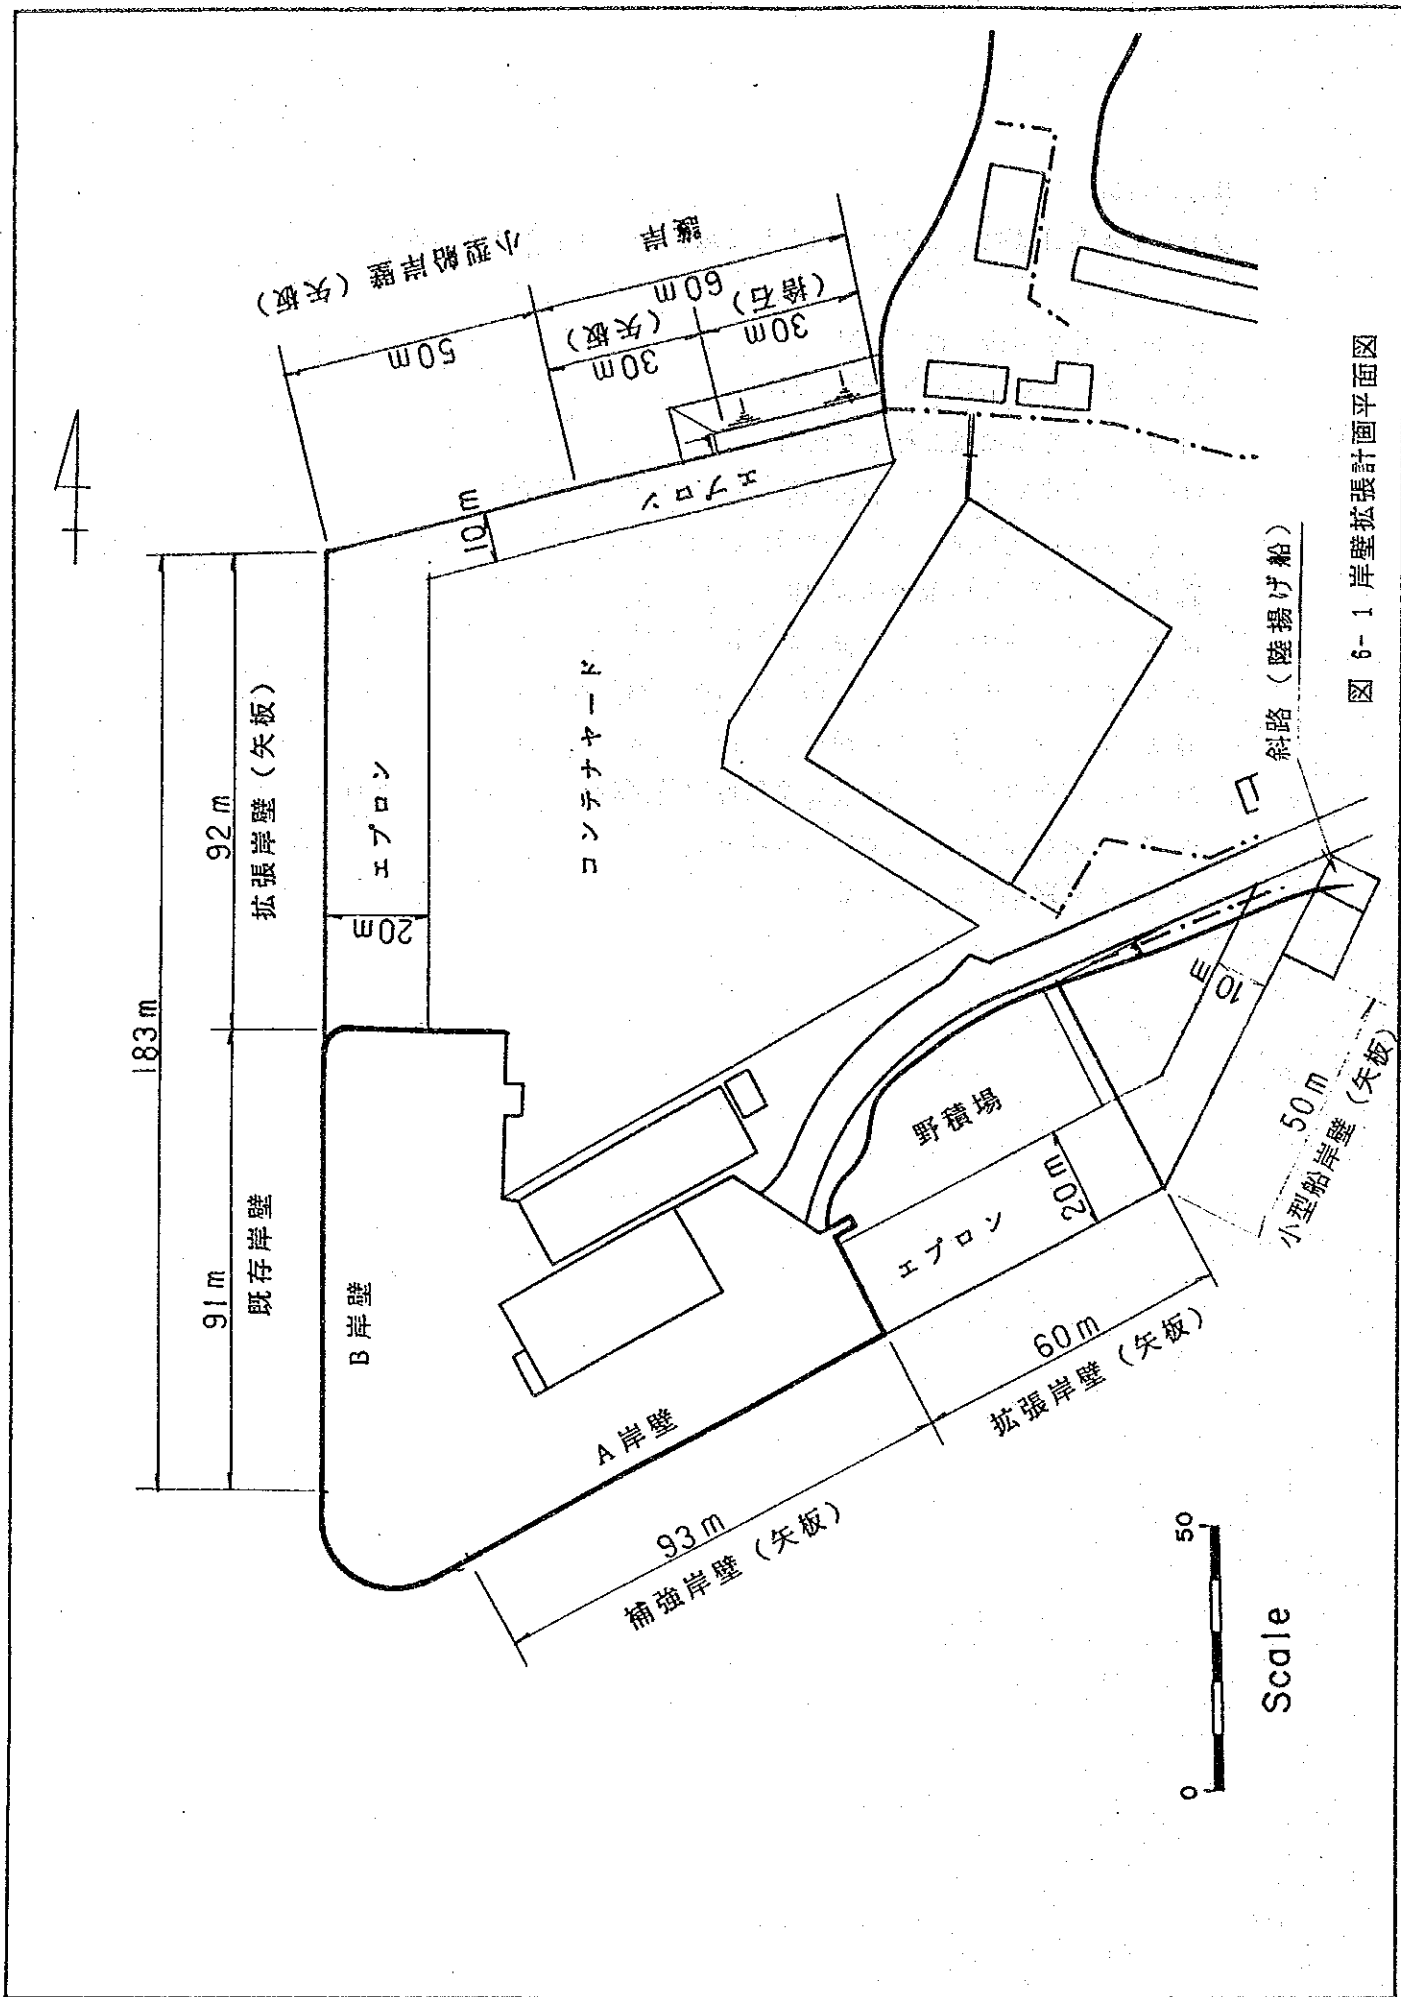 183m
91m
92m
既存岸壁
拡張岸壁（矢板）
B岸壁
20m
エプロン
コンテナヤード
10m
エプロン
50m
小型船岸壁（矢板）
護岸
60m
30m
（矢板）
30m
（捨石）
A岸壁
93m
補強岸壁（矢板）
60m
拡張岸壁（矢板）
エプロン
20m
野積場
10m
50m
小型船岸壁（矢板）
斜路（陸揚げ船）
0 50
Scale
図 6-1 岸壁拡張計画平面図